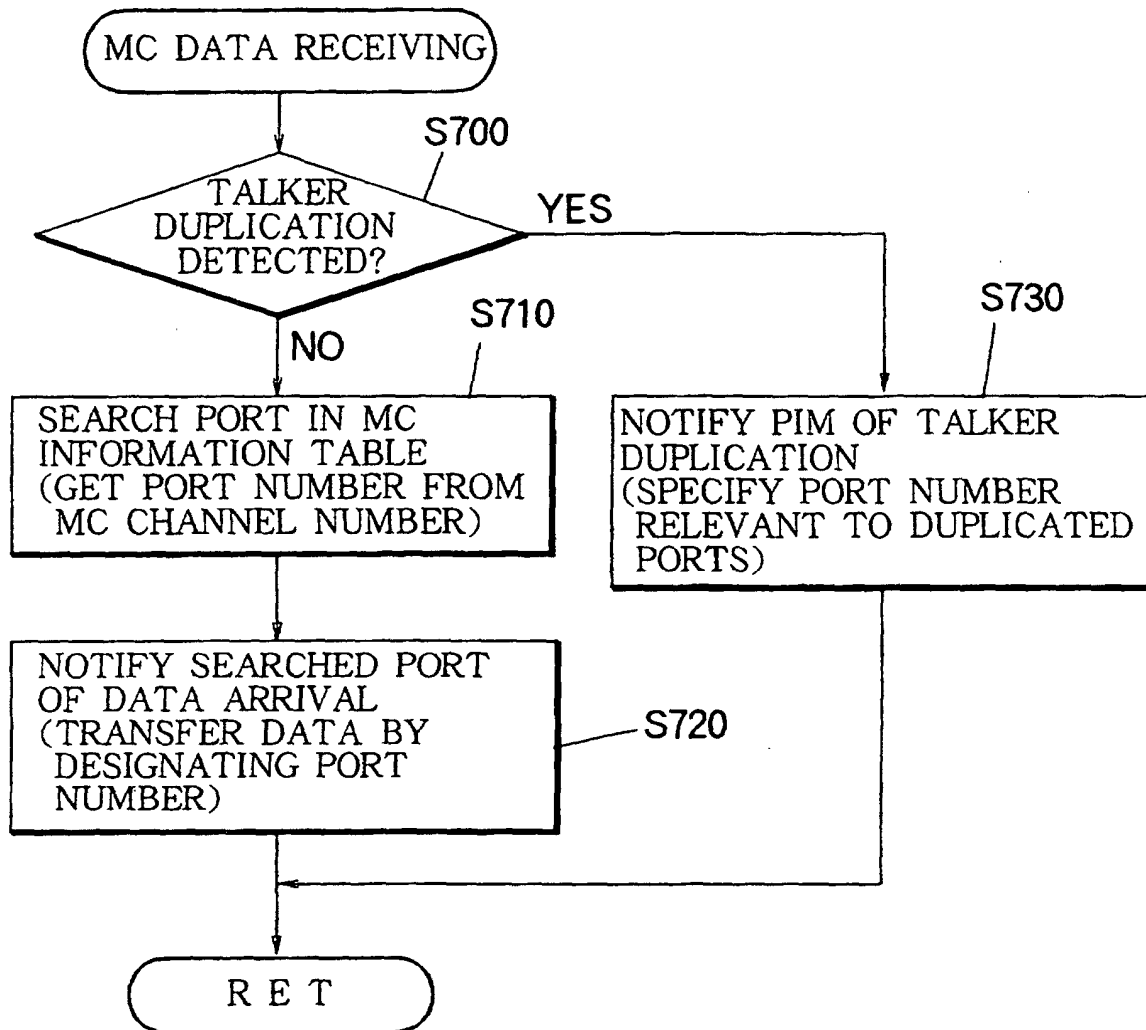 MC DATA RECEIVING
S700
TALKER
DUPLICATION
DETECTED?
YES
NO
S710
SEARCH PORT IN MC
INFORMATION TABLE
(GET PORT NUMBER FROM
MC CHANNEL NUMBER)
S730
NOTIFY PIM OF TALKER
DUPLICATION
(SPECIFY PORT NUMBER
RELEVANT TO DUPLICATED
PORTS)
NOTIFY SEARCHED PORT
OF DATA ARRIVAL
(TRANSFER DATA BY
DESIGNATING PORT
NUMBER)
S720
RET